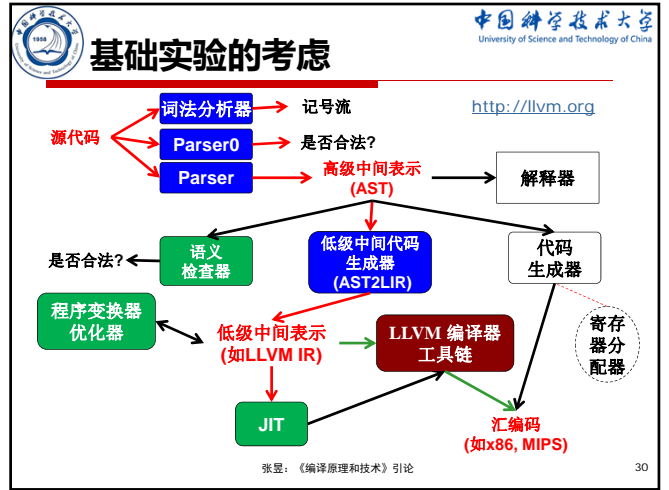 中国科学技术大学
University of Science and Technology of China
1958
基础实验的考虑
词法分析器
记号流
http://llvm.org
源代码
Parser0
是否合法?
Parser
高级中间表示
(AST)
解释器
是否合法?
语义
检查器
低级中间代码
生成器
(AST2LIR)
代码
生成器
程序变换器
优化器
低级中间表示
(如LLVM IR)
LLVM 编译器
工具链
寄存
器分
配器
JIT
汇编码
(如x86, MIPS)
张昱：《编译原理和技术》引论
30